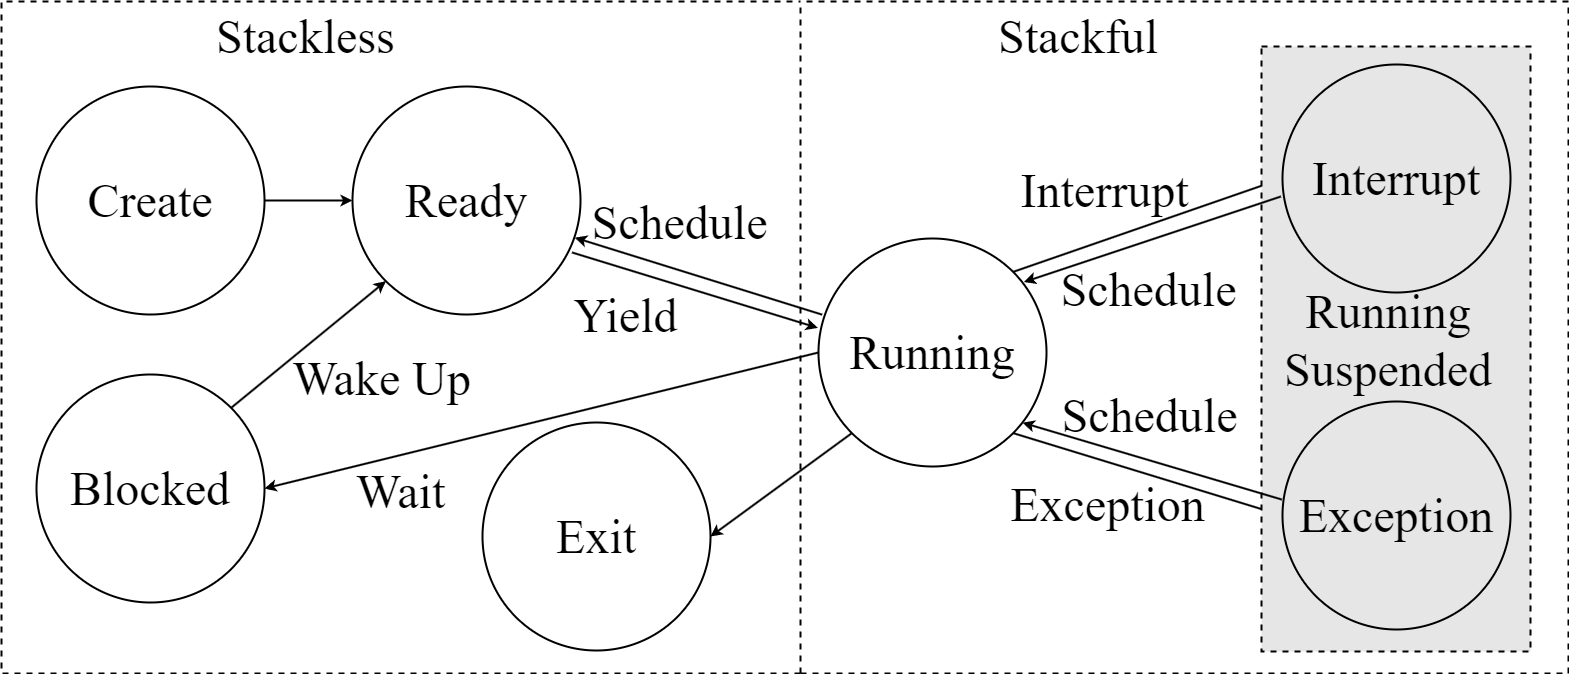 Stackless
Stackful
Create
Ready
Schedule
Yield
Wake Up
Blocked
Wait
Exit
Running
Interrupt
Schedule
Interrupt
Running
Suspended
Schedule
Exception
Exception